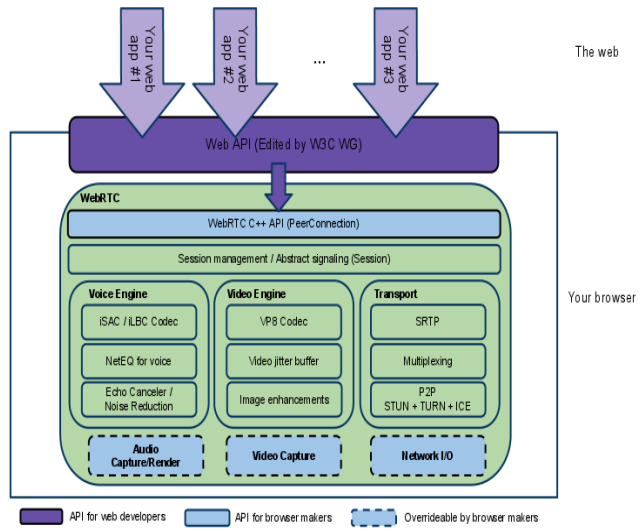 Your web
app #1
Your web
app #2
...
Your web
app #3
The web
Web API (Edited by W3C WG)
WebRTC
WebRTC C++ API (PeerConnection)
Session management / Abstract signaling (Session)
Your browser
Voice Engine
iSAC / iLBC Codec
NetEQ for voice
Echo Canceler /
Noise Reduction
Video Engine
VP8 Codec
Video jitter buffer
Image enhancements
Transport
SRTP
Multiplexing
P2P
STUN + TURN + ICE
Audio
Capture/Render
Video Capture
Network I/O
API for web developers
API for browser makers
Overrideable by browser makers